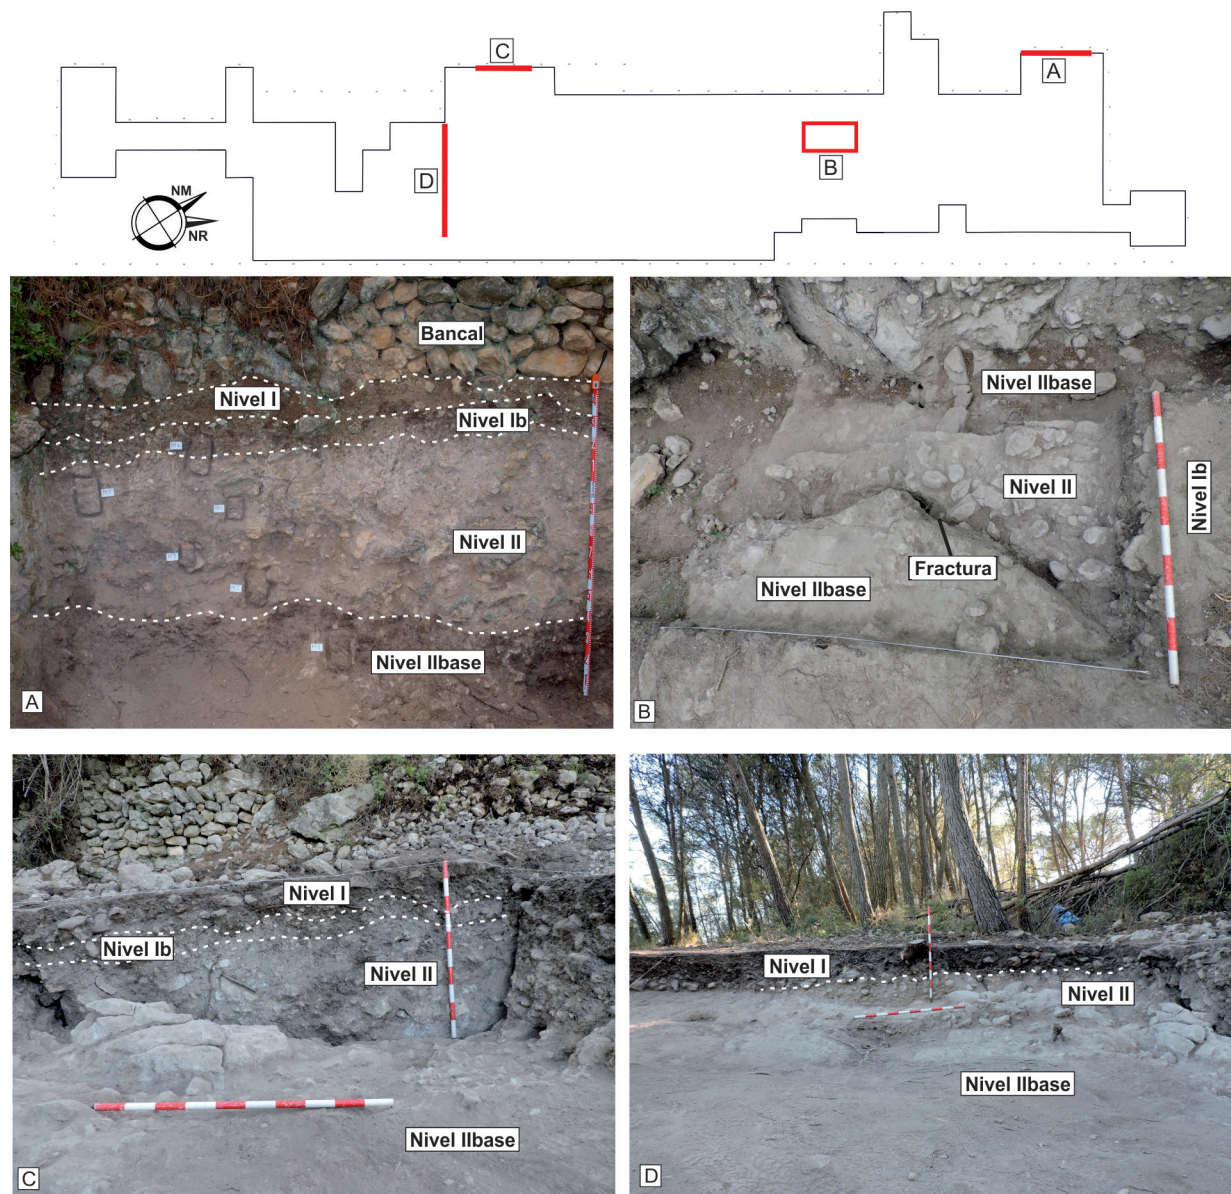 C
A
B
D
NM
NR
Bancal
Nivel I
Nivel Ib
Nivel II
Nivel IIbase
A
Nivel IIbase
Nivel Ib
Nivel II
Fractura
Nivel IIbase
B
Nivel I
Nivel Ib
Nivel II
Nivel IIbase
C
Nivel I
Nivel II
Nivel IIbase
D